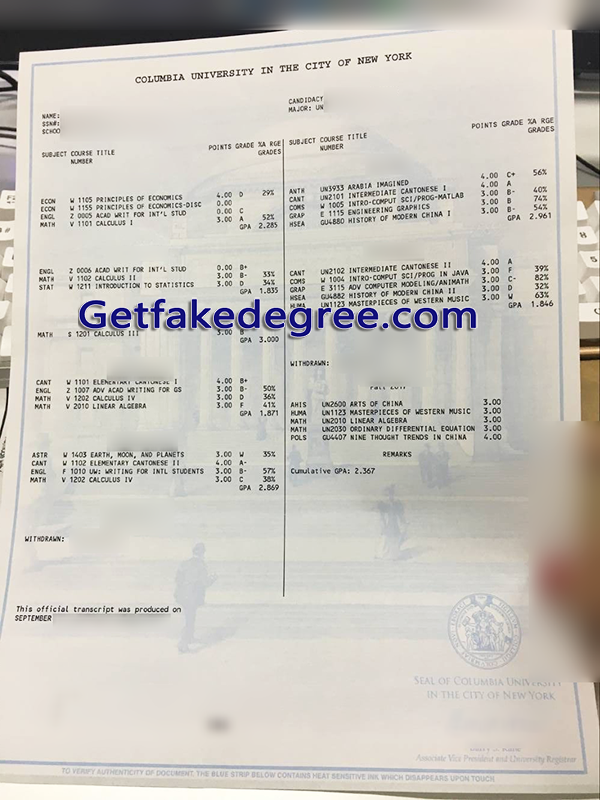 COLUMBIA UNIVERSITY IN THE CITY OF NEW YORK
CANDIDACY
MAJOR: UN
NAME:
SSN#:
SCHOO
SUBJECT COURSE TITLE POINTS GRADE %A RGE
NUMBER GRADES
ECON W 1105 PRINCIPLES OF ECONOMICS 4.00 D 29%
ECON W 1155 PRINCIPLES OF ECONOMICS-DISC 0.00
ENGL Z 0005 ACAD WRIT FOR INT'L STUD 0.00 C
MATH V 1101 CALCULUS I 3.00 A 52%
GPA 2.285
ENGL Z 0006 ACAD WRIT FOR INT'L STUD 0.00 B+
MATH V 1102 CALCULUS II 3.00 B- 33%
STAT W 1211 INTRODUCTION TO STATISTICS 3.00 D 34%
GPA 1.835
MATH S 1201 CALCULUS III 3.00 B
GPA 3.000
CANT W 1101 ELEMENTARY CANTONESE I 4.00 B+
ENGL Z 1007 ADV ACAD WRITING FOR GS 3.00 B- 50%
MATH V 1202 CALCULUS IV 3.00 D 36%
MATH V 2010 LINEAR ALGEBRA 3.00 F 41%
GPA 1.871
ASTR W 1403 EARTH, MOON, AND PLANETS 3.00 W 35%
CANT W 1102 ELEMENTARY CANTONESE II 4.00 A-
ENGL F 1010 UW: WRITING FOR INTL STUDENTS 3.00 B- 57%
MATH V 1202 CALCULUS IV 3.00 C 38%
GPA 2.869
WITHDRAWN:
This official transcript was produced on
SEPTEMBER
SUBJECT COURSE TITLE POINTS GRADE %A RGE
NUMBER GRADES
ANTH UN3933 ARABIA IMAGINED 4.00 C+ 56%
CANT UN2101 INTERMEDIATE CANTONESE I 4.00 A
COMS W 1005 INTRO-COMPUT SCI/PROG-MATLAB 3.00 B- 40%
GRAP E 1115 ENGINEERING GRAPHICS 3.00 B 74%
HSEA GU4880 HISTORY OF MODERN CHINA I 3.00 B- 54%
GPA 2.961
CANT UN2102 INTERMEDIATE CANTONESE II 4.00 A
COMS W 1004 INTRO-COMPUT SCI/PROG IN JAVA 3.00 F 39%
GRAP E 3115 ADV COMPUTER MODELING/ANIMATH 3.00 C- 82%
HSEA GU4882 HISTORY OF MODERN CHINA II 3.00 D 32%
HUMA UN1123 MASTERPIECES OF WESTERN MUSIC 3.00 W 63%
GPA 1.846
Getfakedegree.com
WITHDRAWN:
AHIS UN2600 ARTS OF CHINA 3.00
HUMA UN1123 MASTERPIECES OF WESTERN MUSIC 3.00
MATH UN2010 LINEAR ALGEBRA 3.00
MATH UN2030 ORDINARY DIFFERENTIAL EQUATION 3.00
POLS GU4407 NINE THOUGHT TRENDS IN CHINA 4.00
REMARKS
Cumulative GPA: 2.367
SEAL OF COLUMBIA UNIVERSITY
IN THE CITY OF NEW YORK
Associate Vice President and University Registrar
TO VERIFY AUTHENTICITY OF DOCUMENT, THE BLUE STRIP BELOW CONTAINS HEAT SENSITIVE INK WHICH DISAPPEARS UPON TOUCH